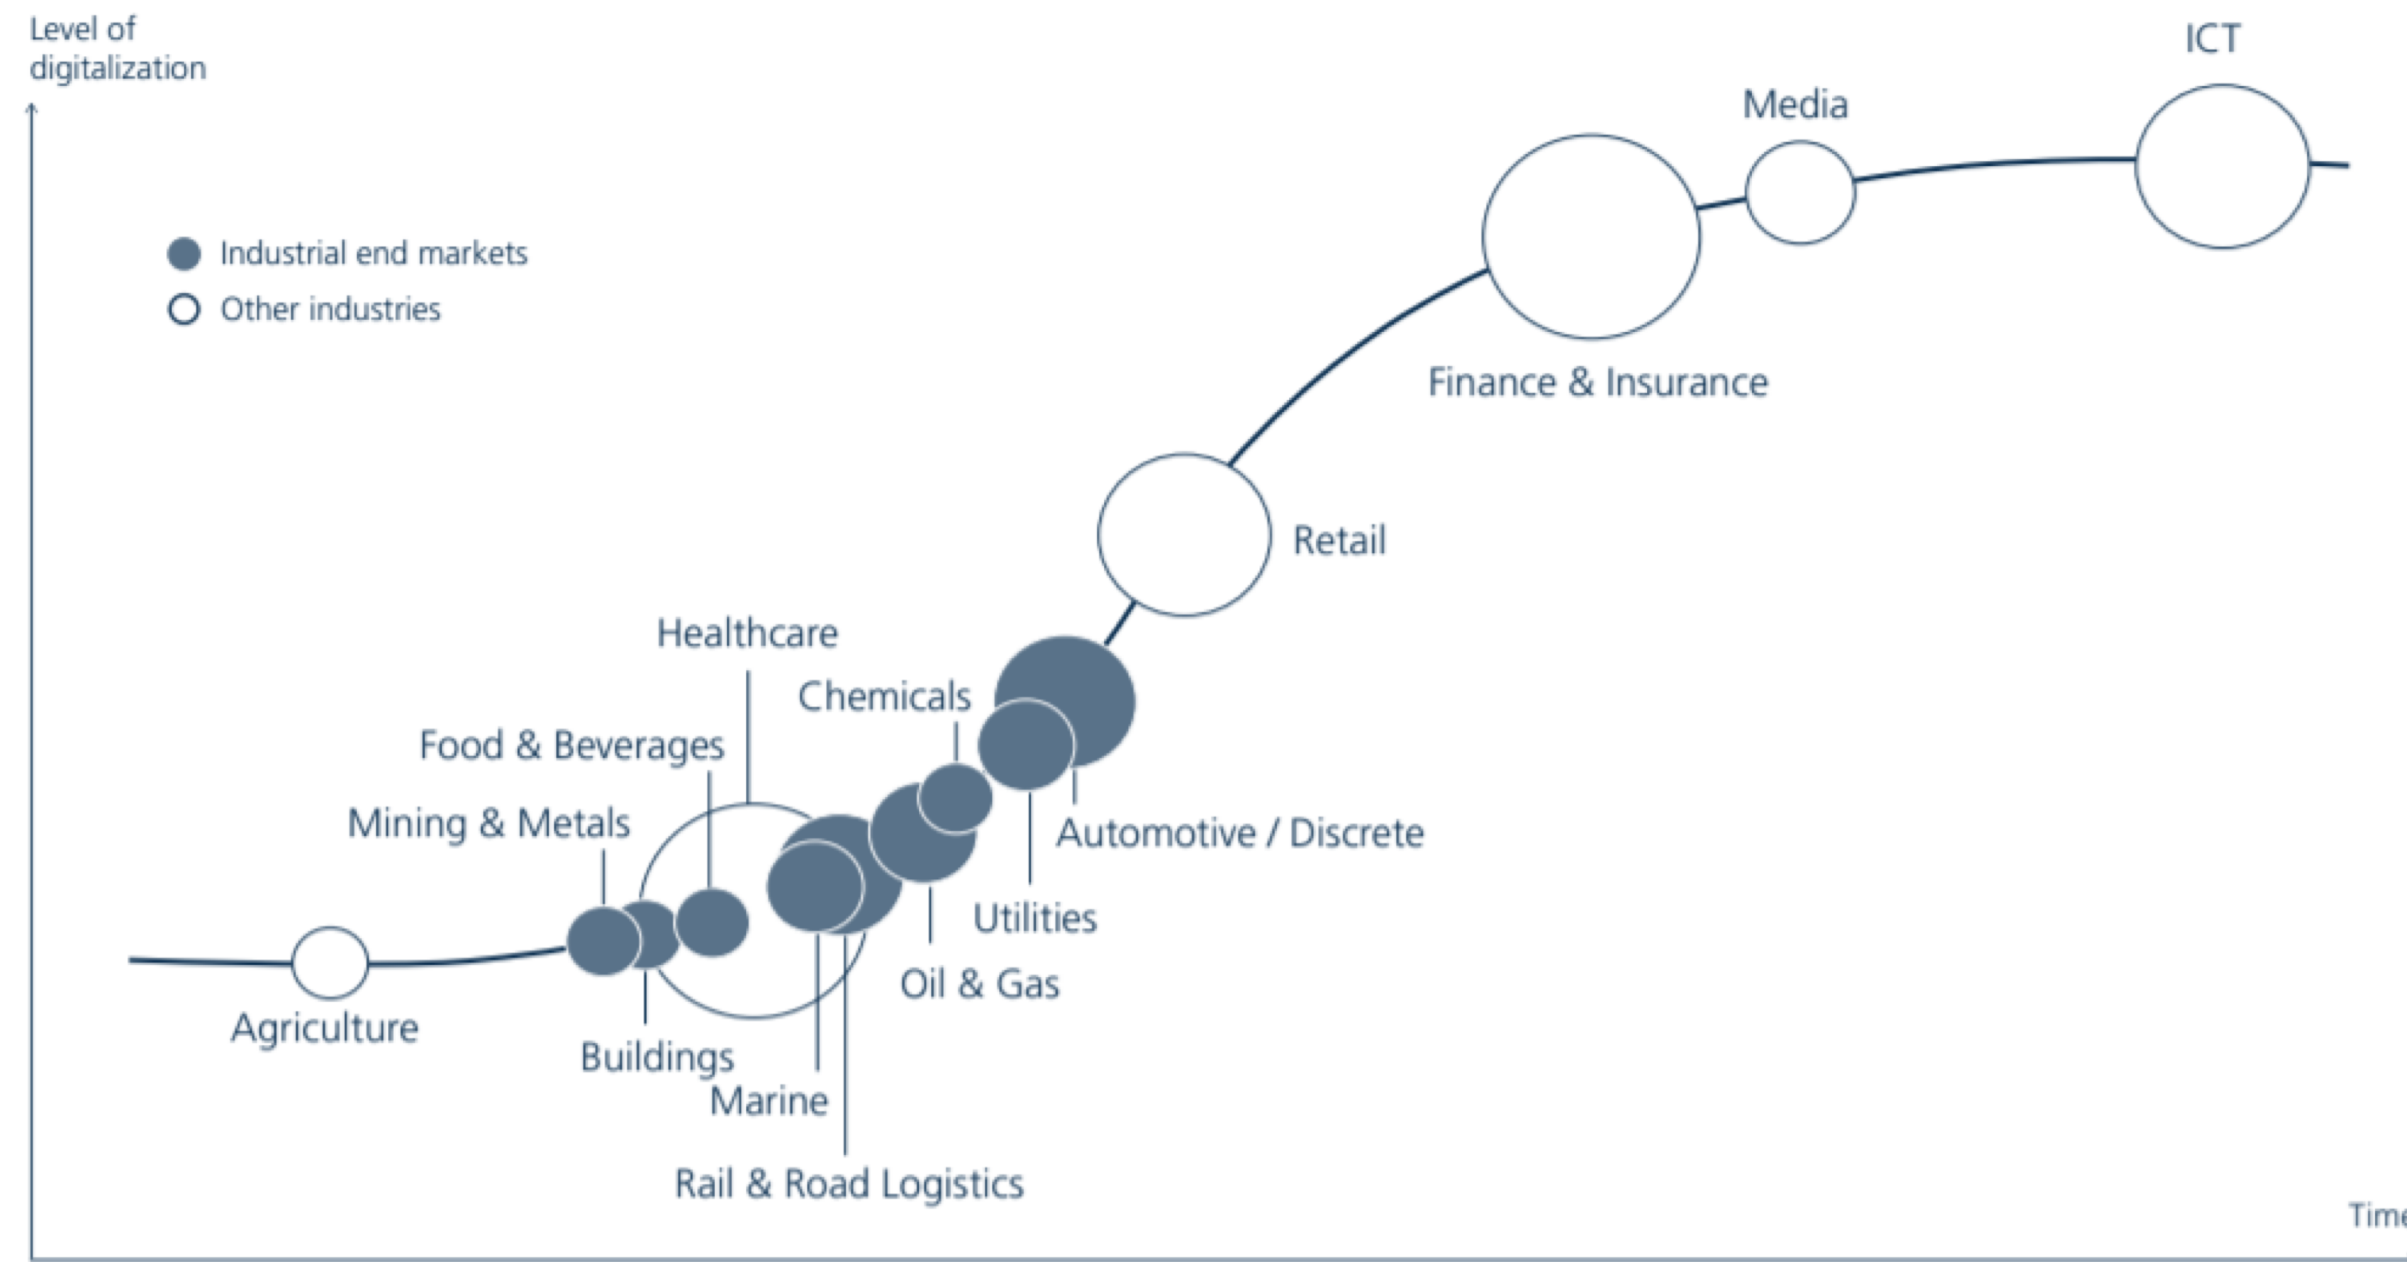 Level of
digitalization
ICT
Media
Industrial end markets
Other industries
Finance & Insurance
Retail
Healthcare
Chemicals
Food & Beverages
Mining & Metals
Automotive / Discrete
Utilities
Oil & Gas
Agriculture
Buildings
Marine
Rail & Road Logistics
Time